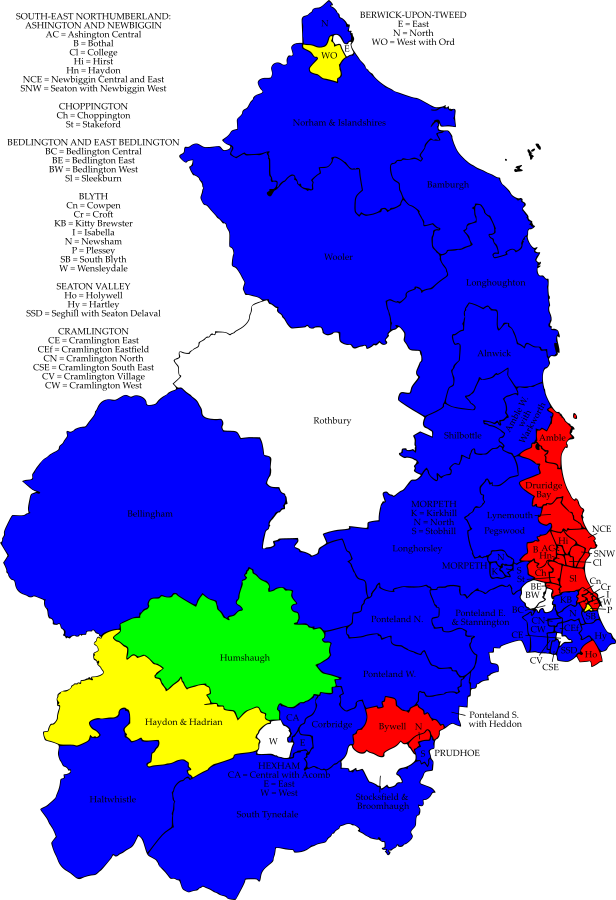 SOUTH-EAST NORTHUMBERLAND:
ASHINGTON AND NEWBIGGIN
AC = Ashington Central
B = Bothal
Cl = College
Hi = Hirst
Hn = Haydon
NCE = Newbiggin Central and East
SNW = Seaton with Newbiggin West
CHOPPINGTON
Ch = Choppington
St = Stakeford
BEDLINGTON AND EAST BEDLINGTON
BC = Bedlington Central
BE = Bedlington East
BW = Bedlington West
Sl = Sleekburn
BLYTH
Cn = Cowpen
Cr = Croft
KB = Kitty Brewster
I = Isabella
N = Newsham
P = Plessey
SB = South Blyth
W = Wensleydale
SEATON VALLEY
Ho = Holywell
Hy = Hartley
SSD = Seghill with Seaton Delaval
CRAMLINGTON
CE = Cramlington East
CEf = Cramlington Eastfield
CN = Cramlington North
CSE = Cramlington South East
CV = Cramlington Village
CW = Cramlington West
BERWICK-UPON-TWEED
E = East
N = North
WO = West with Ord
N
E
WO
Norham & Islandshires
Bamburgh
Wooler
Longhoughton
Alnwick
Rothbury
Shilbottle
Amble
Druridge
Bay
Bellingham
MORPETH
K = Kirkhill
N = North
S = Stobhill
Lynemouth
Pegswood
Longhorsley
MORPETH
NCE
Hi
AC
B
Hn
SNW
Cl
Ch
Sl
BE
BW
Cn
Cr
I
W
P
Hy
Ho
CV
CSE
Ponteland N.
Ponteland E.
& Stannington
Humshaugh
Ponteland W.
Haydon & Hadrian
W
CA
Corbridge
Bywell
N
Ponteland S.
with Heddon
PRUDHOE
HEXHAM
CA = Central with Acomb
E = East
W = West
Haltwhistle
South Tynedale
Stocksfield &
Broomhaugh